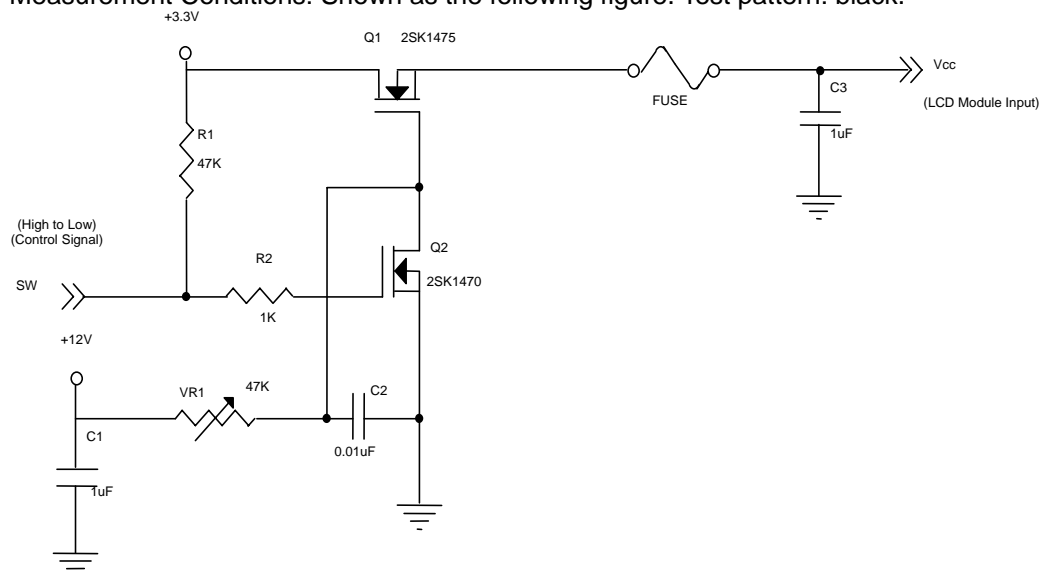 Measurement Conditions: Shown as the following figure. Test pattern: black.
+3.3V
Q1 2SK1475
Vcc
FUSE
C3
(LCD Module Input)
R1
1uF
47K
(High to Low)
(Control Signal)
Q2
R2
2SK1470
SW
1K
+12V
VR1
47K
C2
C1
0.01uF
1uF